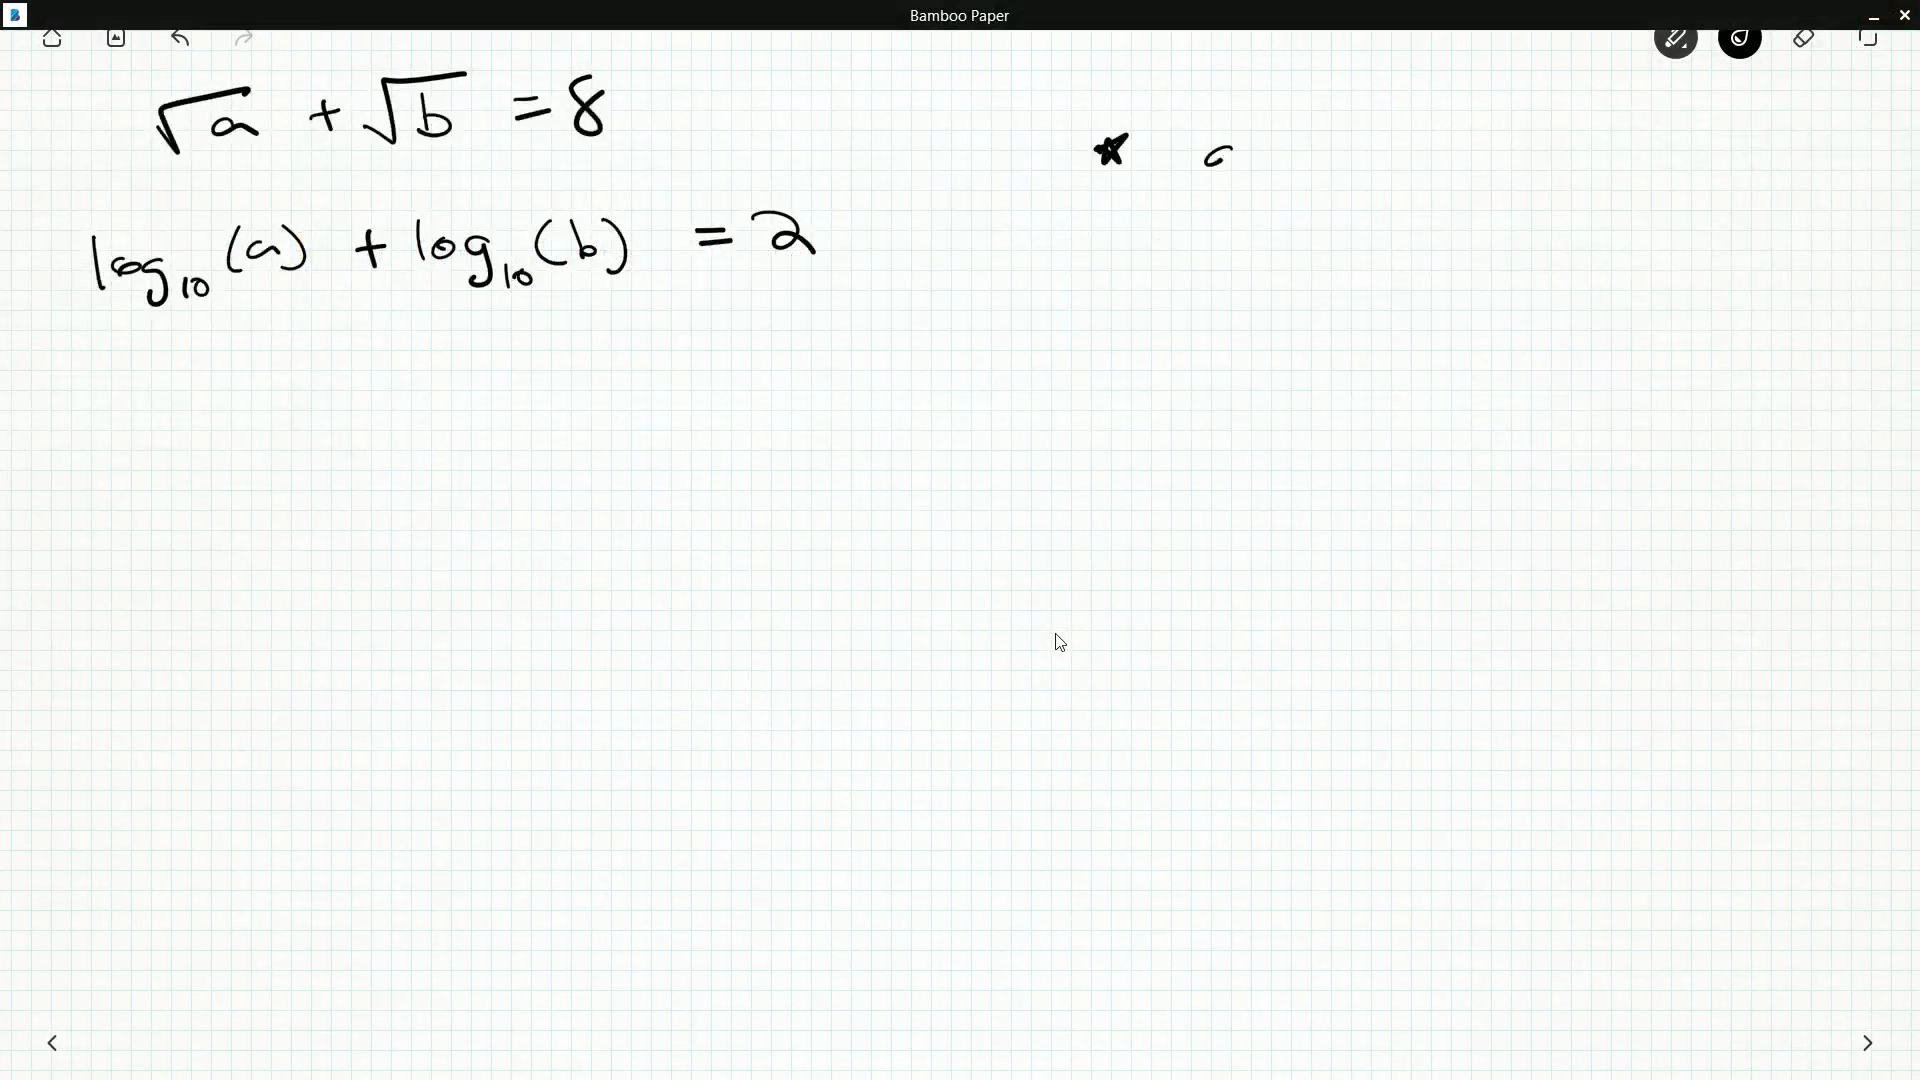 Bamboo Paper
√a + √b = 8
log₁₀(a) + log₁₀(b) = 2